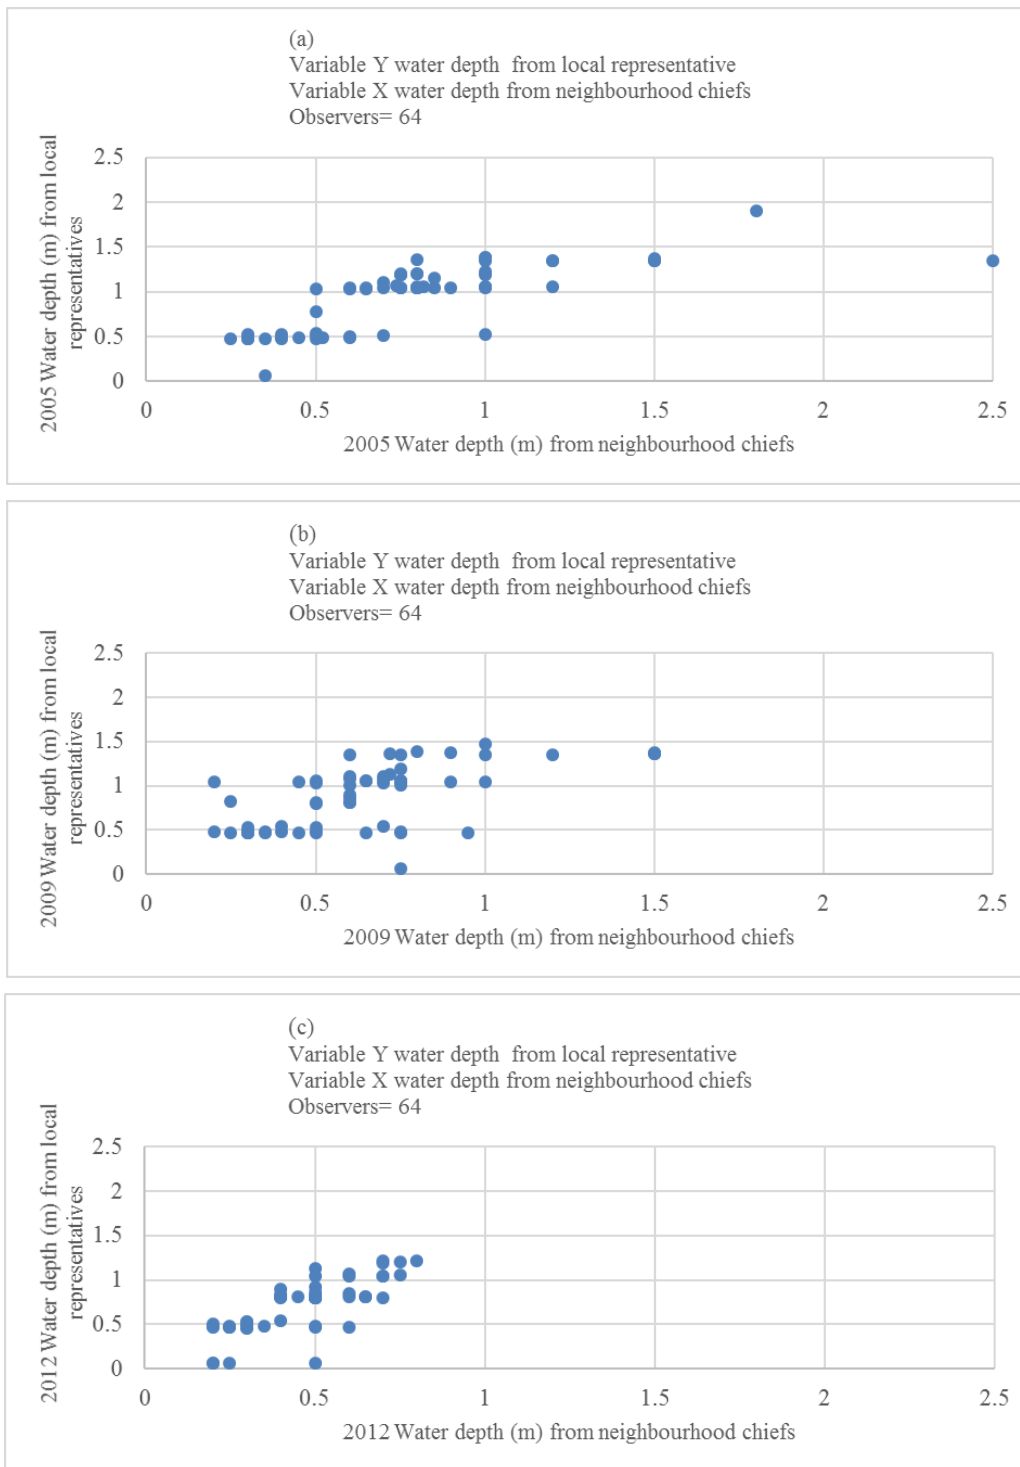 (a)
Variable Y water depth  from local representative
Variable X water depth from neighbourhood chiefs
Observers= 64
2005 Water depth (m) from local
representatives
2.5
2
1.5
1
0.5
0
0 0.5 1 1.5 2 2.5
2005 Water depth (m) from neighbourhood chiefs
(b)
Variable Y water depth  from local representative
Variable X water depth from neighbourhood chiefs
Observers= 64
2009 Water depth (m) from local
representatives
2.5
2
1.5
1
0.5
0
0 0.5 1 1.5 2 2.5
2009 Water depth (m) from neighbourhood chiefs
(c)
Variable Y water depth  from local representative
Variable X water depth from neighbourhood chiefs
Observers= 64
2012 Water depth (m) from local
representatives
2.5
2
1.5
1
0.5
0
0 0.5 1 1.5 2 2.5
2012 Water depth (m) from neighbourhood chiefs